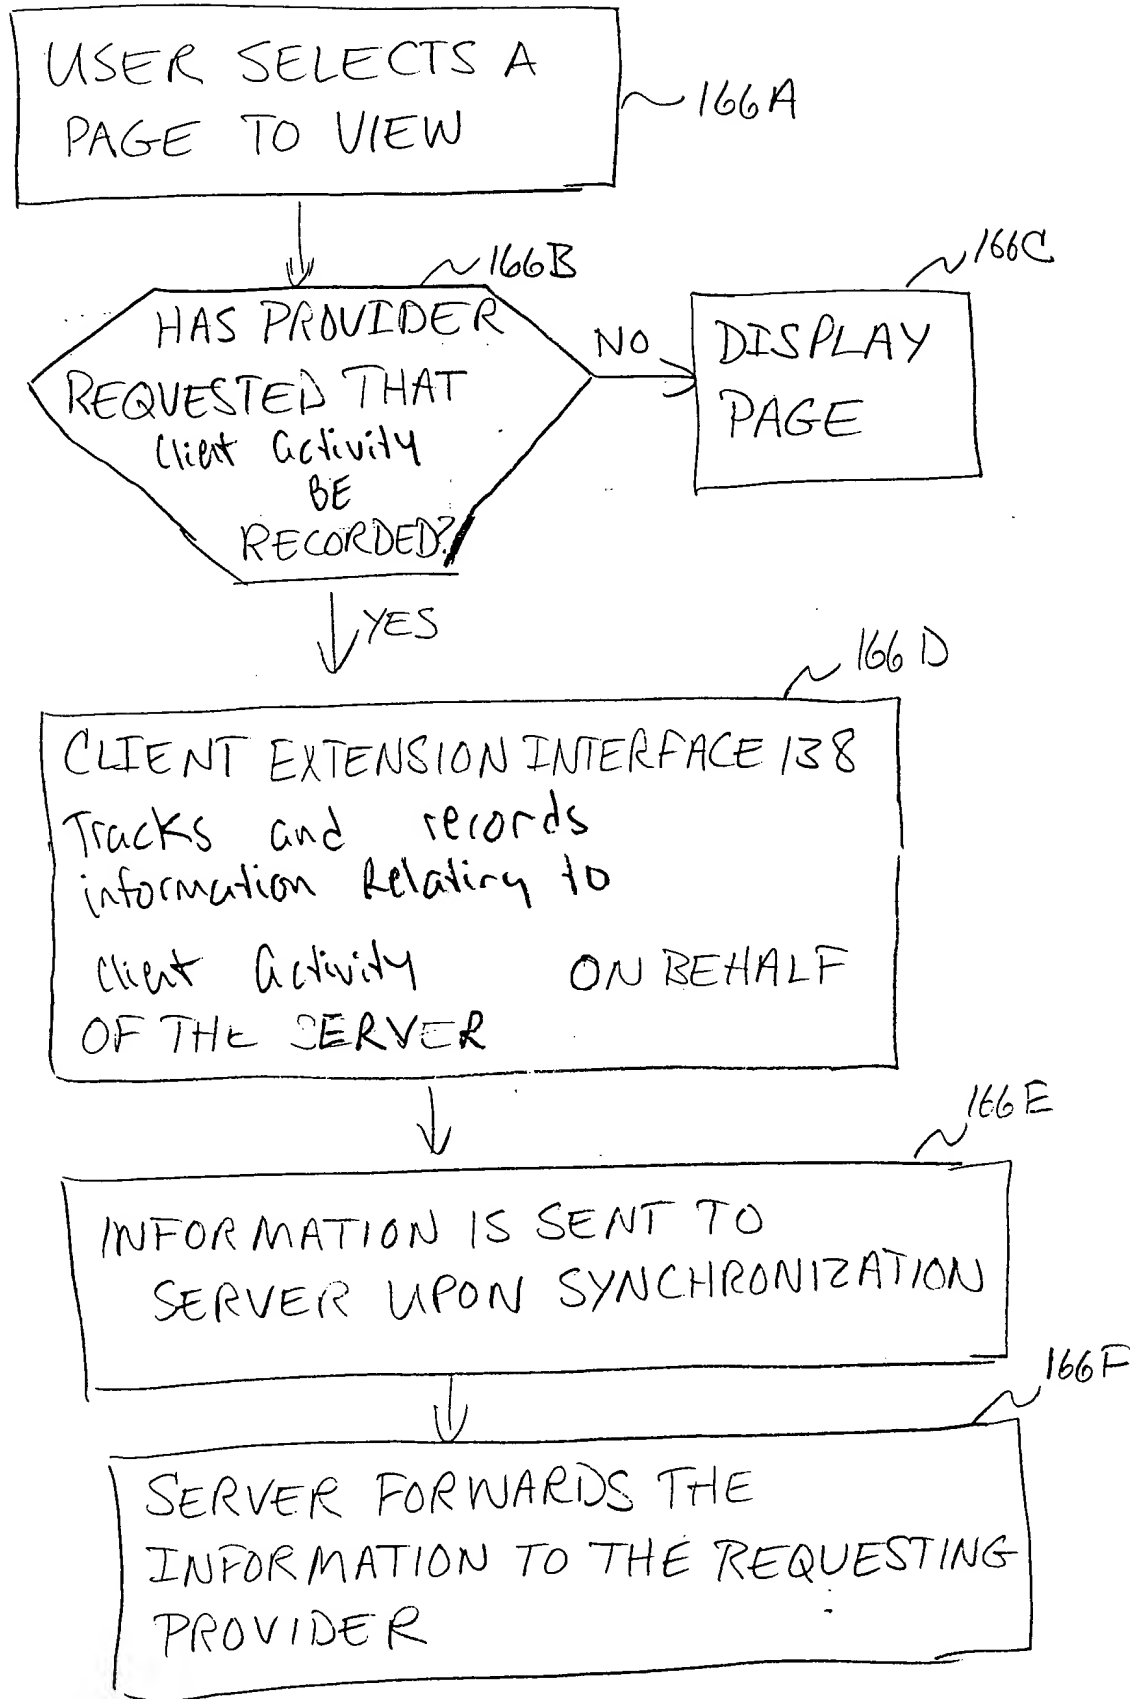 USER SELECTS A
PAGE TO VIEW
166A
166B
HAS PROVIDER
REQUESTED THAT
Client activity
BE
RECORDED?
NO
166C
DISPLAY
PAGE
YES
166D
CLIENT EXTENSION INTERFACE 138
Tracks and records
information Relating to
Client Activity ON BEHALF
OF THE SERVER
166E
INFORMATION IS SENT TO
SERVER UPON SYNCHRONIZATION
166F
SERVER FORWARDS THE
INFORMATION TO THE REQUESTING
PROVIDER